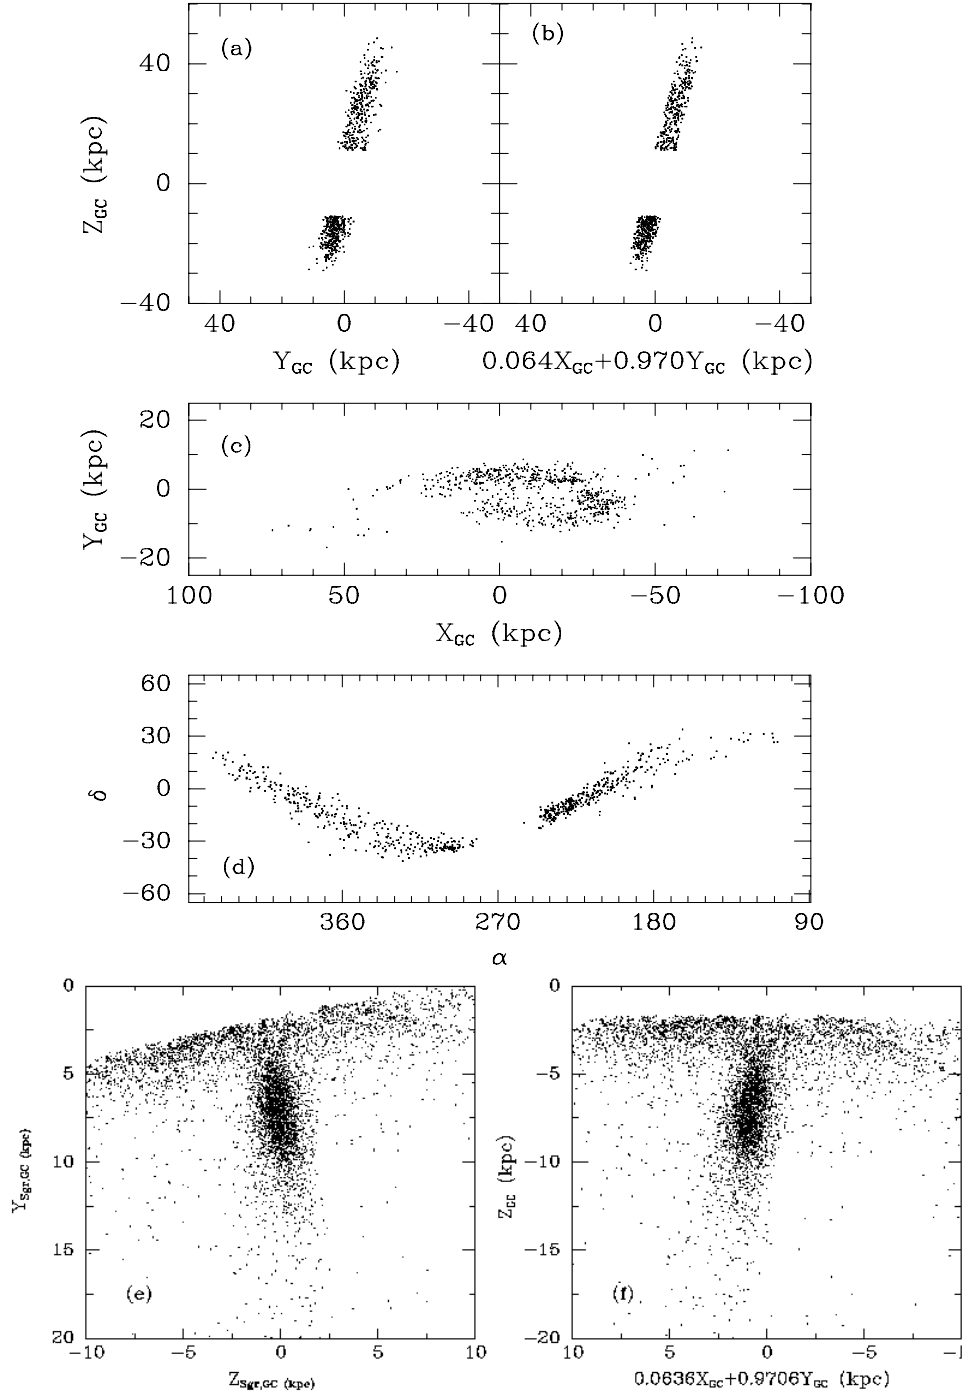 (a)
(b)
40
0
−40
Z_GC (kpc)
40 0 −40
40 0 −40
Y_GC (kpc)
0.064X_GC+0.970Y_GC (kpc)
(c)
20
0
−20
Y_GC (kpc)
100 50 0 −50 −100
X_GC (kpc)
60
30
0
−30
−60
δ
(d)
360 270 180 90
α
0
5
10
15
20
Y_Sgr,GC (kpc)
(e)
−10 −5 0 5 10
Z_Sgr,GC (kpc)
0
−5
−10
−15
−20
Z_GC (kpc)
(f)
10 5 0 −5 −1
0.0636X_GC+0.9706Y_GC (kpc)